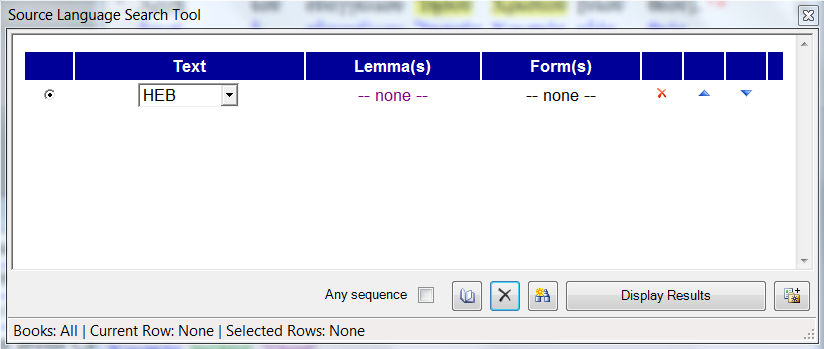 Source Language Search Tool
Text Lemma(s) Form(s)
HEB -- none -- -- none --
Any sequence Display Results
Books: All | Current Row: None | Selected Rows: None